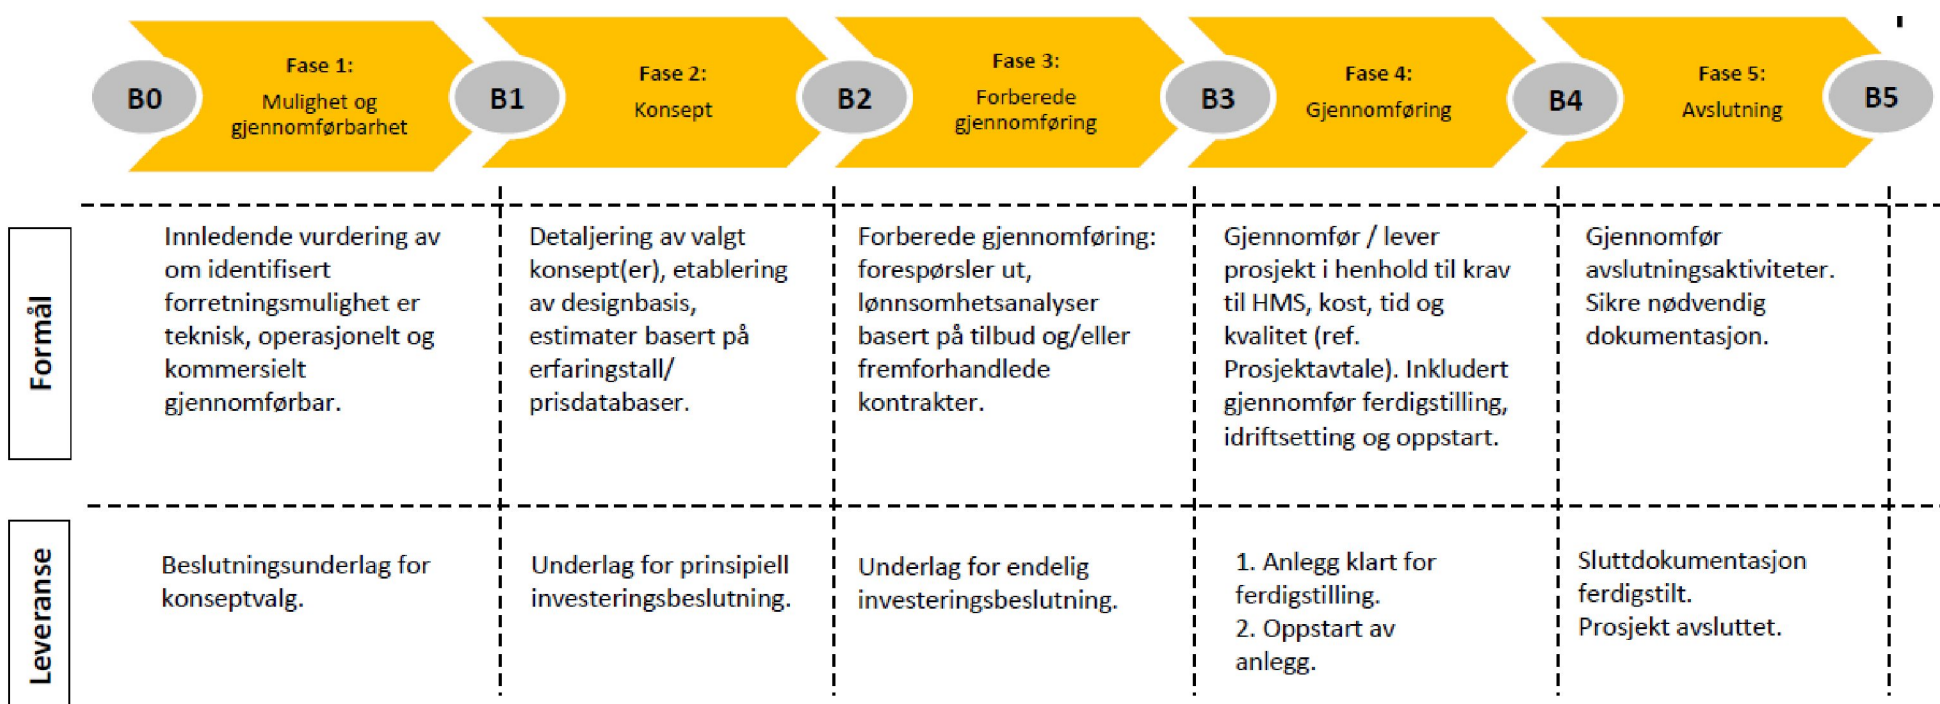 B0
Fase 1:
Mulighet og
gjennomførbarhet
B1
Fase 2:
Konsept
B2
Fase 3:
Forberede
gjennomføring
B3
Fase 4:
Gjennomføring
B4
Fase 5:
Avslutning
B5
Formål
Innledende vurdering av
om identifisert
forretningsmulighet er
teknisk, operasjonelt og
kommersielt
gjennomførbar.
Detaljering av valgt
konsept(er), etablering
av designbasis,
estimater basert på
erfaringstall/
prisdatabaser.
Forberede gjennomføring:
forespørsler ut,
lønnsomhetsanalyser
basert på tilbud og/eller
fremforhandlede
kontrakter.
Gjennomfør / lever
prosjekt i henhold til krav
til HMS, kost, tid og
kvalitet (ref.
Prosjektavtale). Inkludert
gjennomfør ferdigstilling,
idriftsetting og oppstart.
Gjennomfør
avslutningsaktiviteter.
Sikre nødvendig
dokumentasjon.
Leveranse
Beslutningsunderlag for
konseptvalg.
Underlag for prinsipiell
investeringsbeslutning.
Underlag for endelig
investeringsbeslutning.
1. Anlegg klart for
ferdigstilling.
2. Oppstart av
anlegg.
Sluttdokumentasjon
ferdigstilt.
Prosjekt avsluttet.